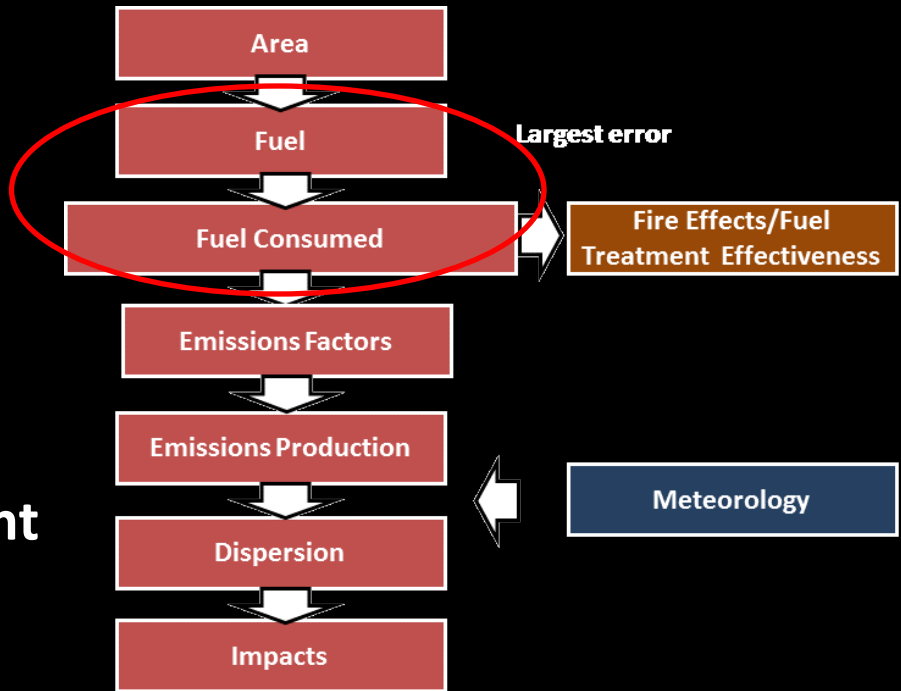 Area
Fuel
Largest error
Fuel Consumed
Fire Effects/Fuel
Treatment Effectiveness
Emissions Factors
Emissions Production
Meteorology
nt
Dispersion
Impacts